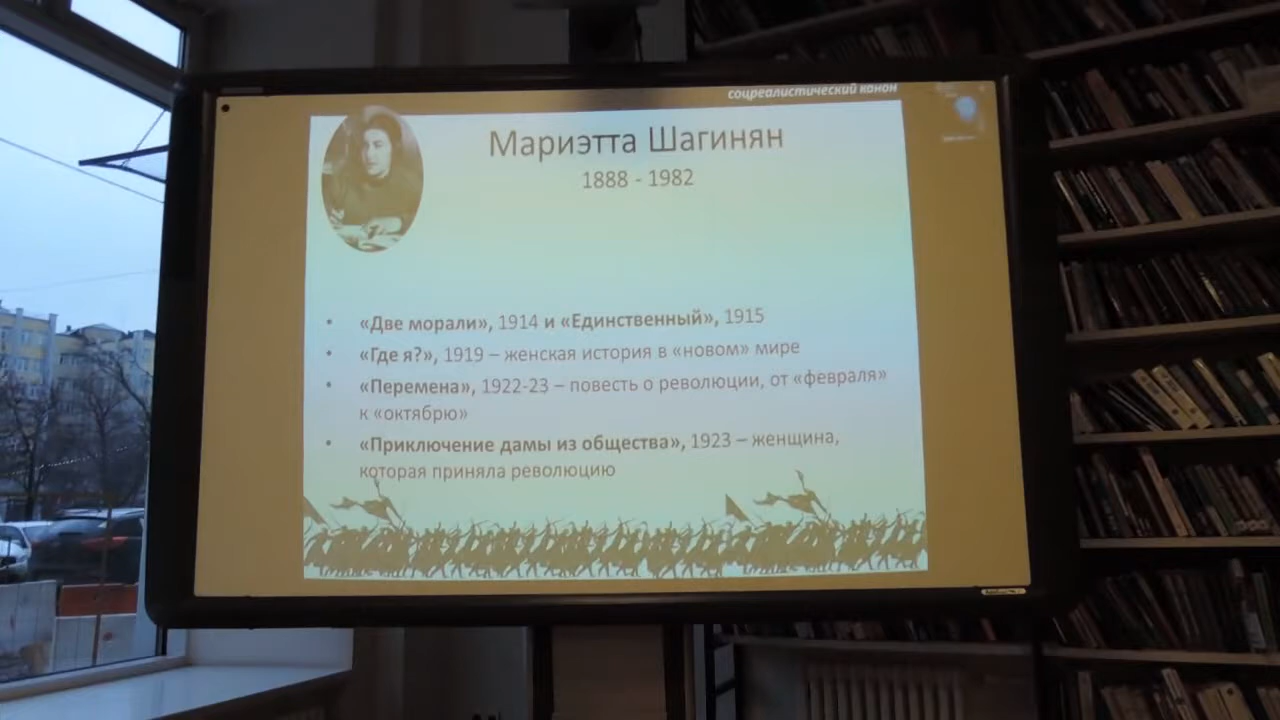 соцреалистический канон
Мариэтта Шагинян
1888 - 1982
• «Две морали», 1914 и «Единственный», 1915
• «Где я?», 1919 – женская история в «новом» мире
• «Перемена», 1922-23 – повесть о революции, от «февраля»
к «октябрю»
• «Приключение дамы из общества», 1923 – женщина,
которая приняла революцию